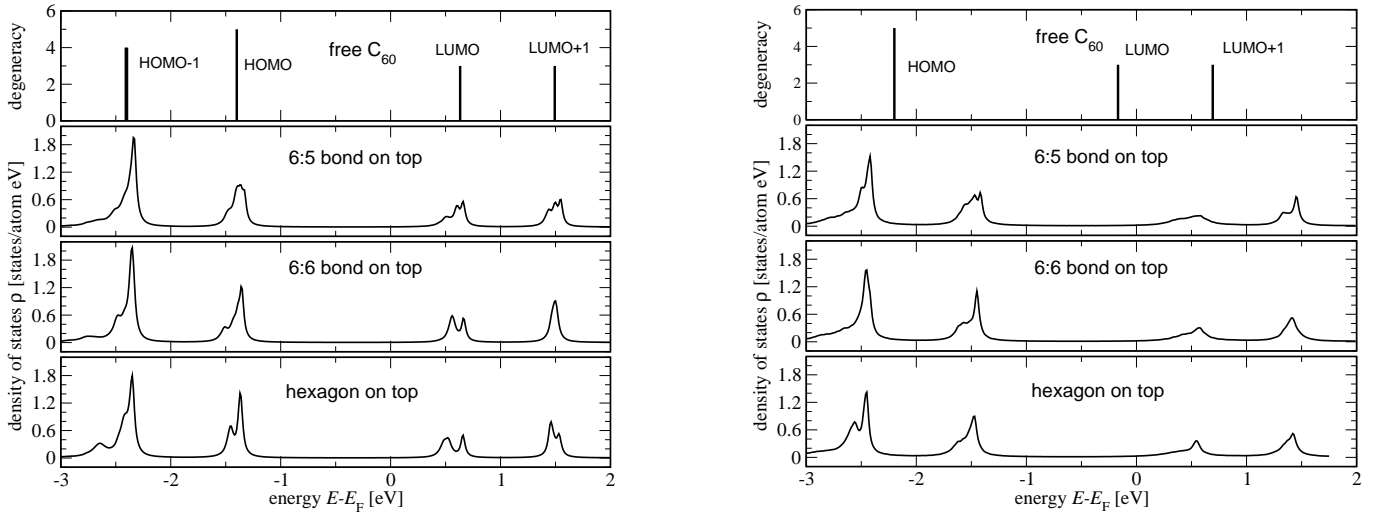 6
4
2
0
degeneracy
HOMO-1
HOMO
free C60
LUMO
LUMO+1
1.8
1.2
0.6
0
6:5 bond on top
1.8
1.2
0.6
0
6:6 bond on top
1.8
1.2
0.6
0
hexagon on top
density of states ρ [states/atom eV]
-3 -2 -1 0 1 2
energy E-EF [eV]
6
4
2
0
degeneracy
HOMO
free C60
LUMO
LUMO+1
1.8
1.2
0.6
0
6:5 bond on top
1.8
1.2
0.6
0
6:6 bond on top
1.8
1.2
0.6
0
hexagon on top
density of states ρ [states/atom eV]
-3 -2 -1 0 1 2
energy E-EF [eV]